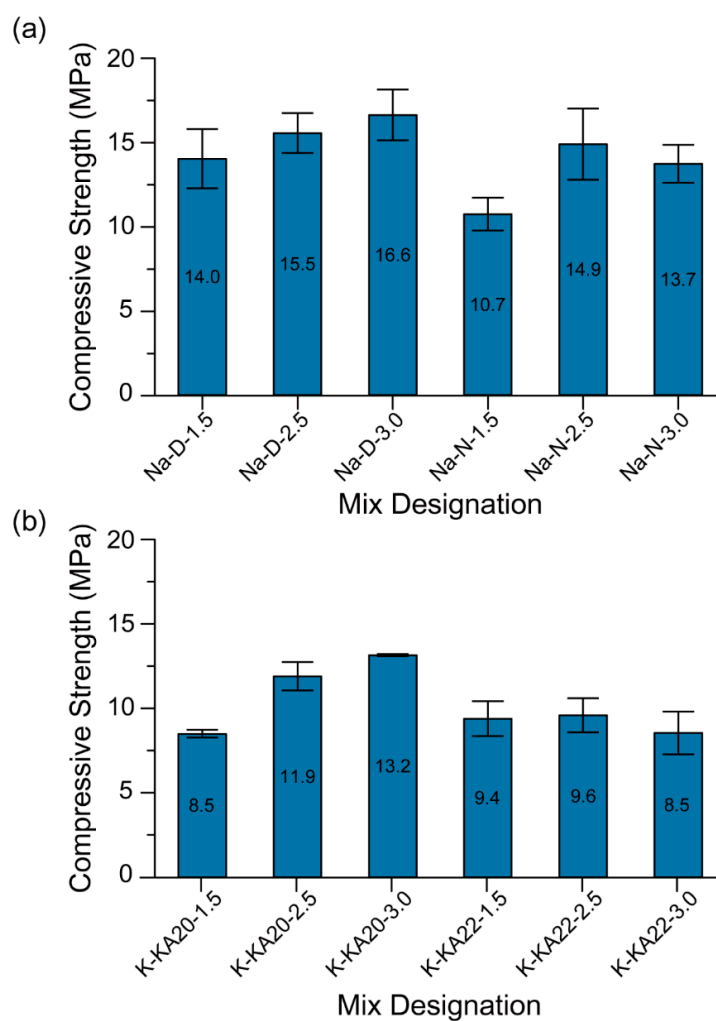 (a)
Compressive Strength (MPa)
20
15
10
5
0
14.0
15.5
16.6
10.7
14.9
13.7
Na-D-1.5
Na-D-2.5
Na-D-3.0
Na-N-1.5
Na-N-2.5
Na-N-3.0
Mix Designation
(b)
Compressive Strength (MPa)
20
15
10
5
0
8.5
11.9
13.2
9.4
9.6
8.5
K-KA20-1.5
K-KA20-2.5
K-KA20-3.0
K-KA22-1.5
K-KA22-2.5
K-KA22-3.0
Mix Designation